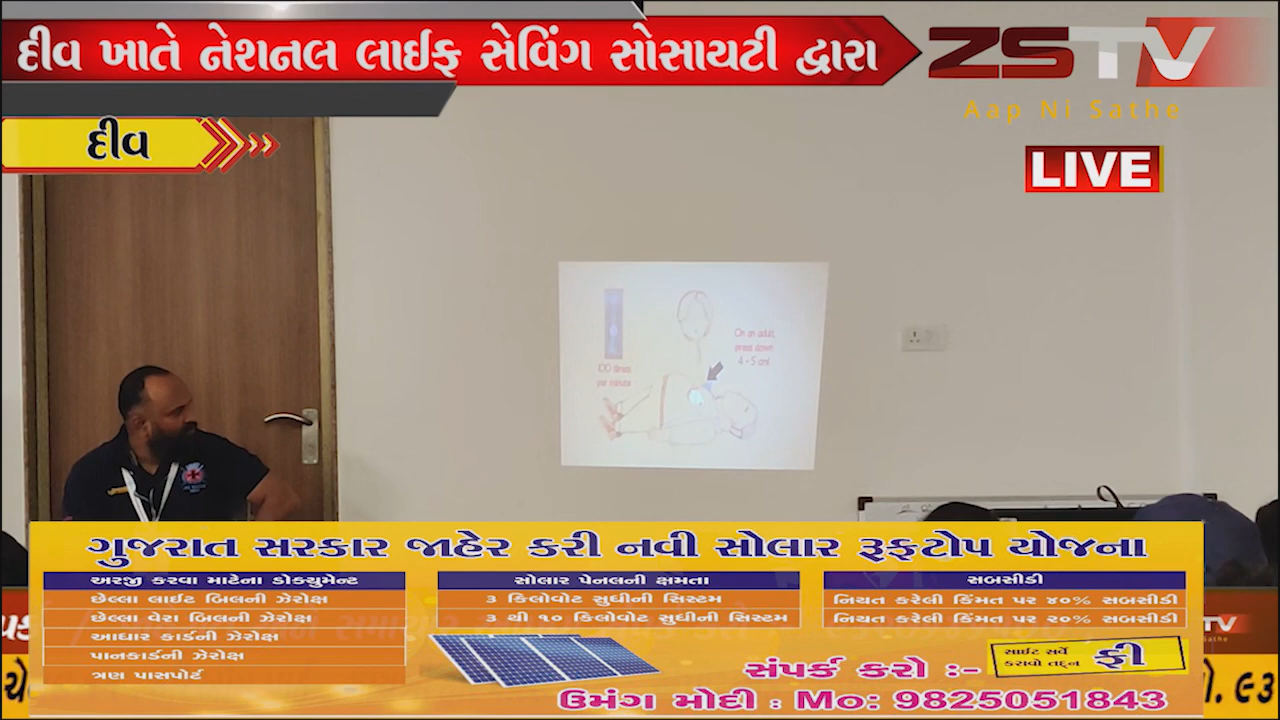 દીવ ખાતે નેશનલ લાઈફ સેવિંગ સોસાયટી દ્વારા
ZSTV
Aap Ni Sathe
દીવ
LIVE
On an adult,
press down
4 - 5 cm!
100 times
per minute
ગુજરાત સરકાર જાહેર કરી નવી સોલાર રૂફટોપ યોજના
અરજી કરવા માટેના ડોક્યુમેન્ટ
છેલ્લા લાઈટ બિલની ઝેરોક્ષ
છેલ્લા વેરા બિલની ઝેરોક્ષ
આધાર કાર્ડની ઝેરોક્ષ
પાનકાર્ડની ઝેરોક્ષ
ત્રણ પાસપોર્ટ
સોલાર પેનલની ક્ષમતા
૩ કિલોવોટ સુધીની સિસ્ટમ
૩ થી ૧૦ કિલોવોટ સુધીની સિસ્ટમ
સબસીડી
નિયત કરેલી કિંમત પર ૪૦% સબસીડી
નિયત કરેલી કિંમત પર ૨૦% સબસીડી
સાઈટ સર્વે
કરાવો તદ્દન
ફ્રી
સંપર્ક કરો :-
ઉમંગ મોદી : Mo: 9825051843